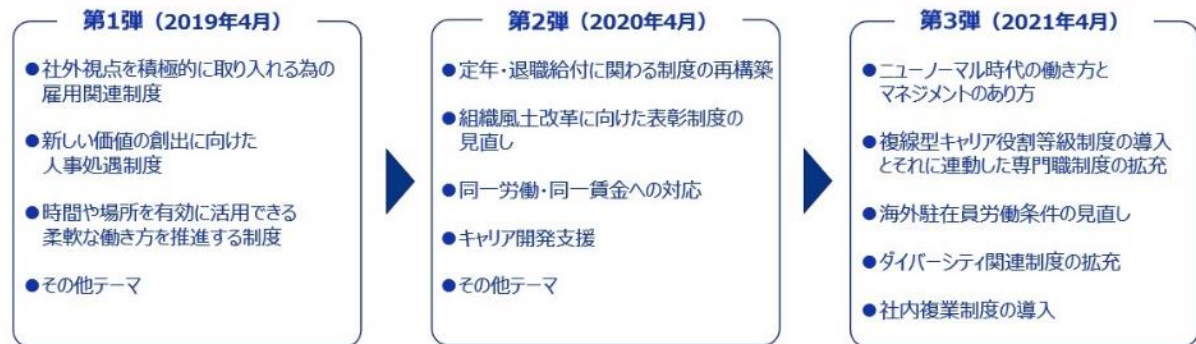 第1弾（2019年4月）
●社外視点を積極的に取り入れる為の
雇用関連制度
●新しい価値の創出に向けた
人事処遇制度
●時間や場所を有効に活用できる
柔軟な働き方を推進する制度
●その他テーマ
第2弾（2020年4月）
●定年・退職給付に関わる制度の再構築
●組織風土改革に向けた表彰制度の
見直し
●同一労働・同一賃金への対応
●キャリア開発支援
●その他テーマ
第3弾（2021年4月）
●ニューノーマル時代の働き方と
マネジメントのあり方
●複線型キャリア役割等級制度の導入
とそれに連動した専門職制度の拡充
●海外駐在員労働条件の見直し
●ダイバーシティ関連制度の拡充
●社内複業制度の導入